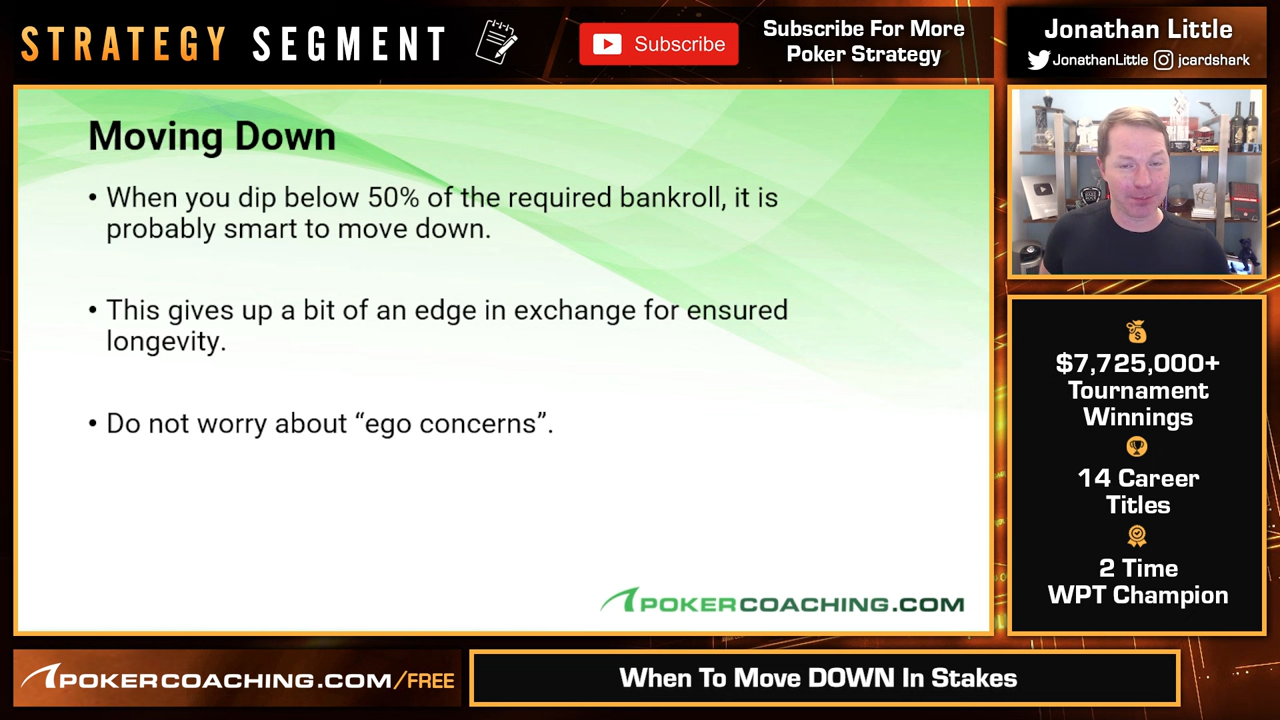 STRATEGY SEGMENT
Subscribe
Subscribe For More
Poker Strategy
Jonathan Little
JonathanLittle jcardshark
Moving Down
• When you dip below 50% of the required bankroll, it is
probably smart to move down.
• This gives up a bit of an edge in exchange for ensured
longevity.
• Do not worry about “ego concerns”.
POKERCOACHING.COM
$7,725,000+
Tournament
Winnings
14 Career
Titles
2 Time
WPT Champion
POKERCOACHING.COM/FREE
When To Move DOWN In Stakes